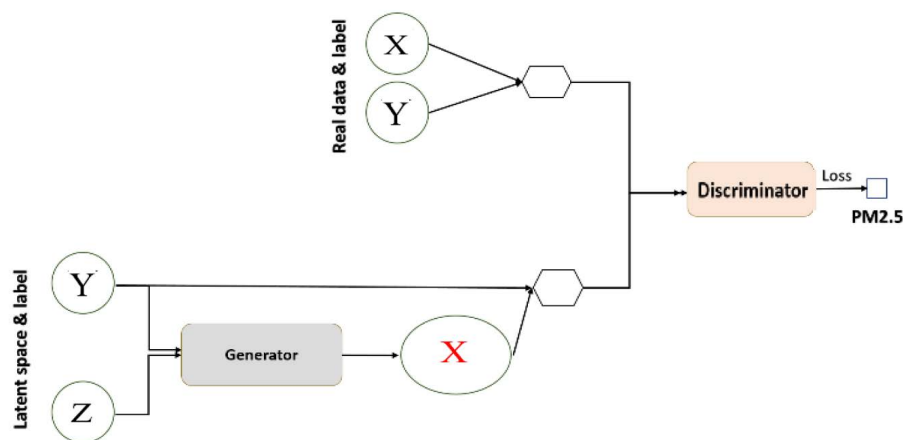 Real data & label
X
Y
Discriminator
Loss
PM2.5
Latent space & label
Y
Z
Generator
X